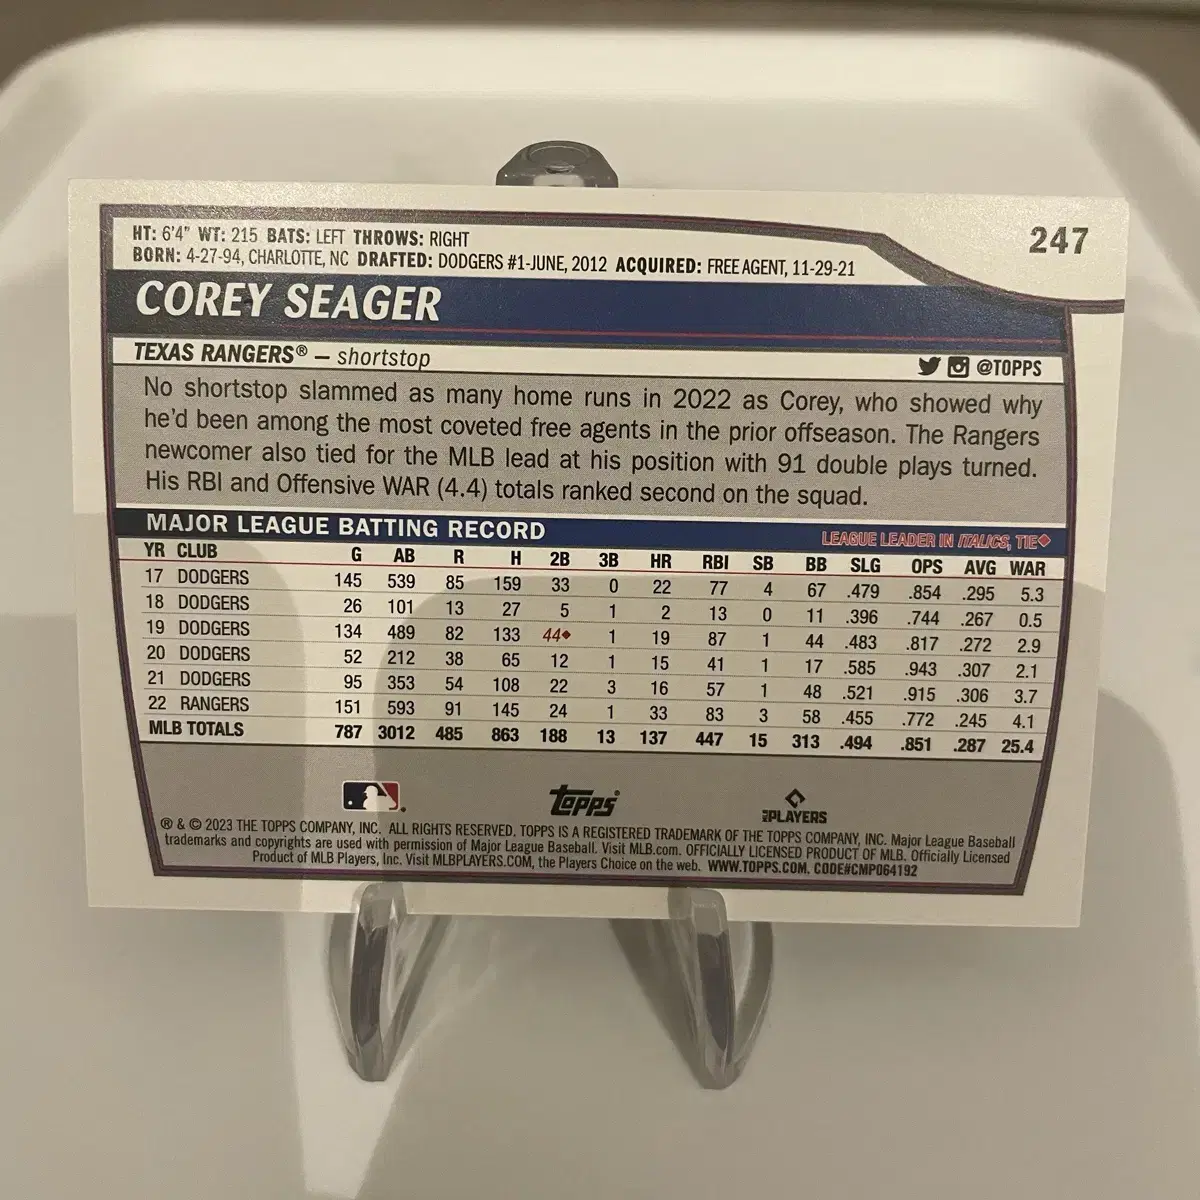 247
HT: 6'4" WT: 215 BATS: LEFT THROWS: RIGHT
BORN: 4-27-94, CHARLOTTE, NC DRAFTED: DODGERS #1-JUNE, 2012 ACQUIRED: FREE AGENT, 11-29-21
COREY SEAGER
TEXAS RANGERS® — shortstop
@TOPPS
No shortstop slammed as many home runs in 2022 as Corey, who showed why
he'd been among the most coveted free agents in the prior offseason. The Rangers
newcomer also tied for the MLB lead at his position with 91 double plays turned.
His RBI and Offensive WAR (4.4) totals ranked second on the squad.
MAJOR LEAGUE BATTING RECORD
LEAGUE LEADER IN ITALICS, TIE◆
YR CLUB G AB R H 2B 3B HR RBI SB BB SLG OPS AVG WAR
17 DODGERS 145 539 85 159 33 0 22 77 4 67 .479 .854 .295 5.3
18 DODGERS 26 101 13 27 5 1 2 13 0 11 .396 .744 .267 0.5
19 DODGERS 134 489 82 133 44◆ 1 19 87 1 44 .483 .817 .272 2.9
20 DODGERS 52 212 38 65 12 1 15 41 1 17 .585 .943 .307 2.1
21 DODGERS 95 353 54 108 22 3 16 57 1 48 .521 .915 .306 3.7
22 RANGERS 151 593 91 145 24 1 33 83 3 58 .455 .772 .245 4.1
MLB TOTALS 787 3012 485 863 188 13 137 447 15 313 .494 .851 .287 25.4
topps
MLB PLAYERS
® & © 2023 THE TOPPS COMPANY, INC. ALL RIGHTS RESERVED. TOPPS IS A REGISTERED TRADEMARK OF THE TOPPS COMPANY, INC. Major League Baseball
trademarks and copyrights are used with permission of Major League Baseball. Visit MLB.com. OFFICIALLY LICENSED PRODUCT OF MLB. Officially Licensed
Product of MLB Players, Inc. Visit MLBPLAYERS.COM, the Players Choice on the web. WWW.TOPPS.COM. CODE#CMP064192